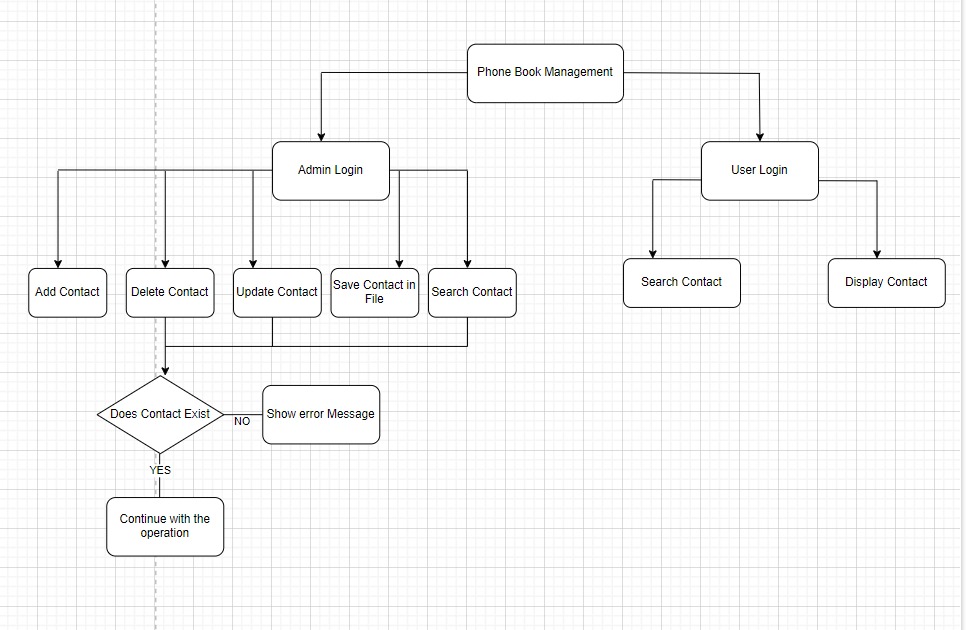 Phone Book Management
Admin Login
User Login
Add Contact
Delete Contact
Update Contact
Save Contact in
File
Search Contact
Search Contact
Display Contact
Does Contact Exist
NO
Show error Message
YES
Continue with the
operation